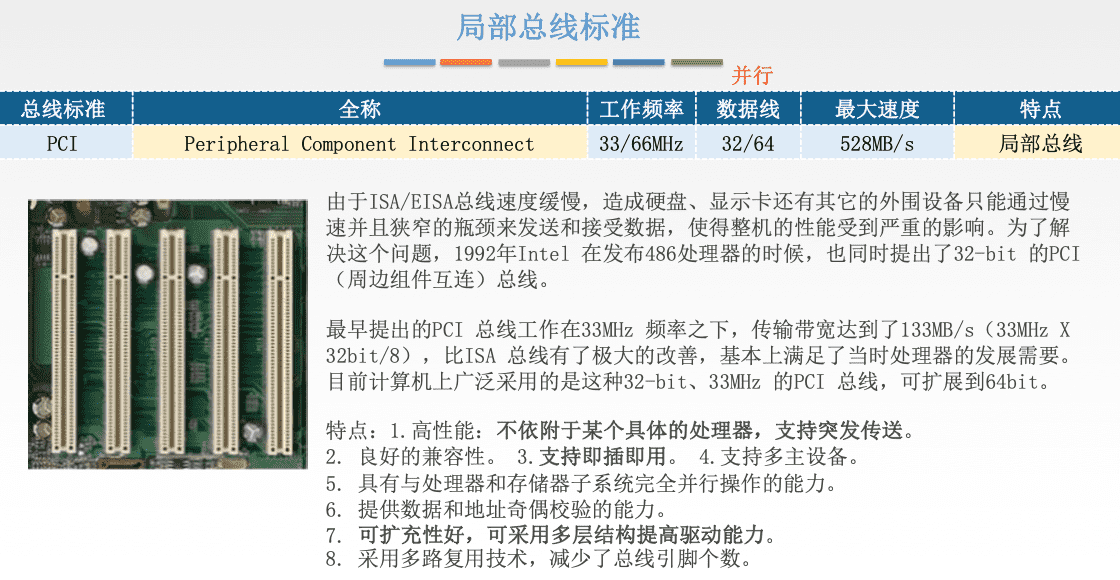 局部总线标准
并行
总线标准 全称 工作频率 数据线 最大速度 特点
PCI Peripheral Component Interconnect 33/66MHz 32/64 528MB/s 局部总线
由于ISA/EISA总线速度缓慢，造成硬盘、显示卡还有其它的外围设备只能通过慢
速并且狭窄的瓶颈来发送和接受数据，使得整机的性能受到严重的影响。为了解
决这个问题，1992年Intel 在发布486处理器的时候，也同时提出了32-bit 的PCI
（周边组件互连）总线。
最早提出的PCI 总线工作在33MHz 频率之下，传输带宽达到了133MB/s（33MHz X
32bit/8），比ISA 总线有了极大的改善，基本上满足了当时处理器的发展需要。
目前计算机上广泛采用的是这种32-bit、33MHz 的PCI 总线，可扩展到64bit。
特点：1.高性能：不依附于某个具体的处理器，支持突发传送。
2. 良好的兼容性。 3.支持即插即用。 4.支持多主设备。
5. 具有与处理器和存储器子系统完全并行操作的能力。
6. 提供数据和地址奇偶校验的能力。
7. 可扩充性好，可采用多层结构提高驱动能力。
8. 采用多路复用技术，减少了总线引脚个数。